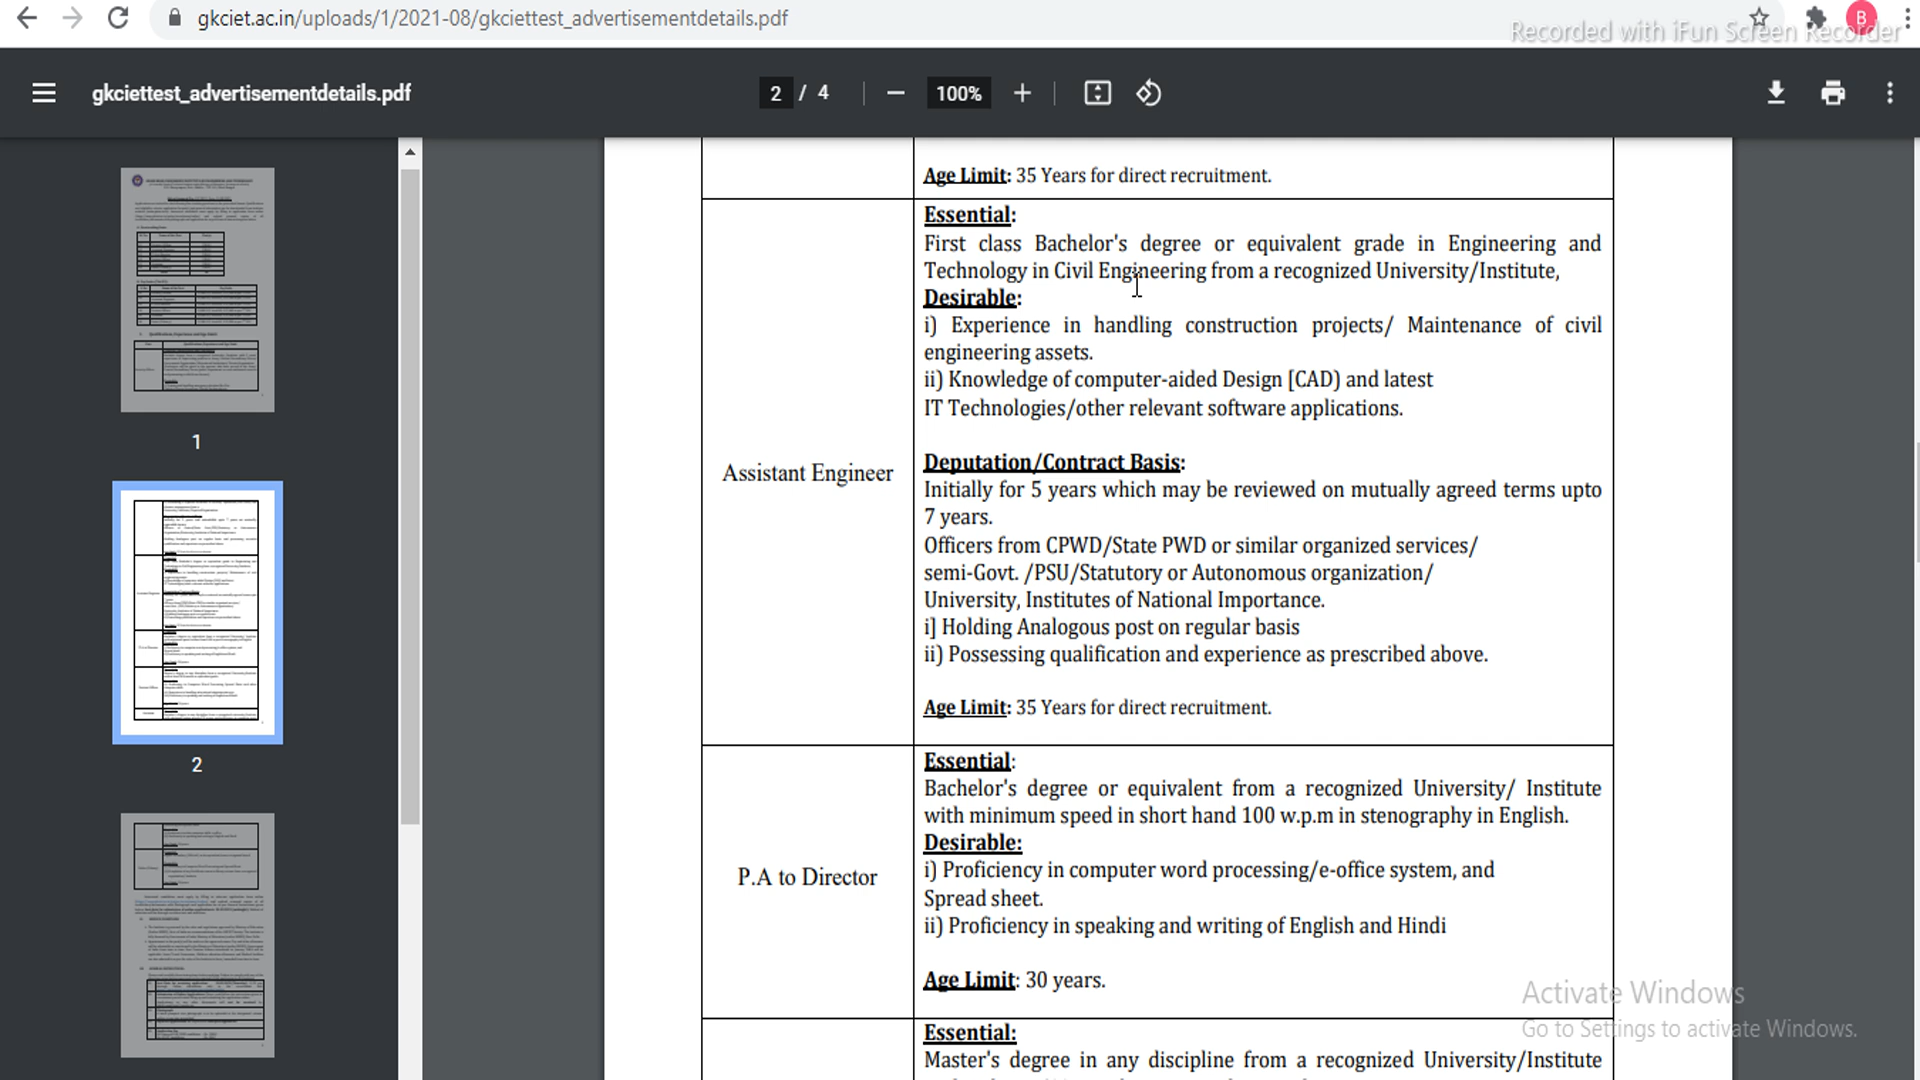 gkciet.ac.in/uploads/1/2021-08/gkciettest_advertisementdetails.pdf
B
Recorded with iFun Screen Recorder
gkciettest_advertisementdetails.pdf
2 / 4
100%
1
2
Age Limit: 35 Years for direct recruitment.
Assistant Engineer
Essential:
First class Bachelor's degree or equivalent grade in Engineering and
Technology in Civil Engineering from a recognized University/Institute,
Desirable:
i) Experience in handling construction projects/ Maintenance of civil
engineering assets.
ii) Knowledge of computer-aided Design [CAD) and latest
IT Technologies/other relevant software applications.
Deputation/Contract Basis:
Initially for 5 years which may be reviewed on mutually agreed terms upto
7 years.
Officers from CPWD/State PWD or similar organized services/
semi-Govt. /PSU/Statutory or Autonomous organization/
University, Institutes of National Importance.
i] Holding Analogous post on regular basis
ii) Possessing qualification and experience as prescribed above.
Age Limit: 35 Years for direct recruitment.
P.A to Director
Essential:
Bachelor's degree or equivalent from a recognized University/ Institute
with minimum speed in short hand 100 w.p.m in stenography in English.
Desirable:
i) Proficiency in computer word processing/e-office system, and
Spread sheet.
ii) Proficiency in speaking and writing of English and Hindi
Age Limit: 30 years.
Essential:
Master's degree in any discipline from a recognized University/Institute
Activate Windows
Go to Settings to activate Windows.